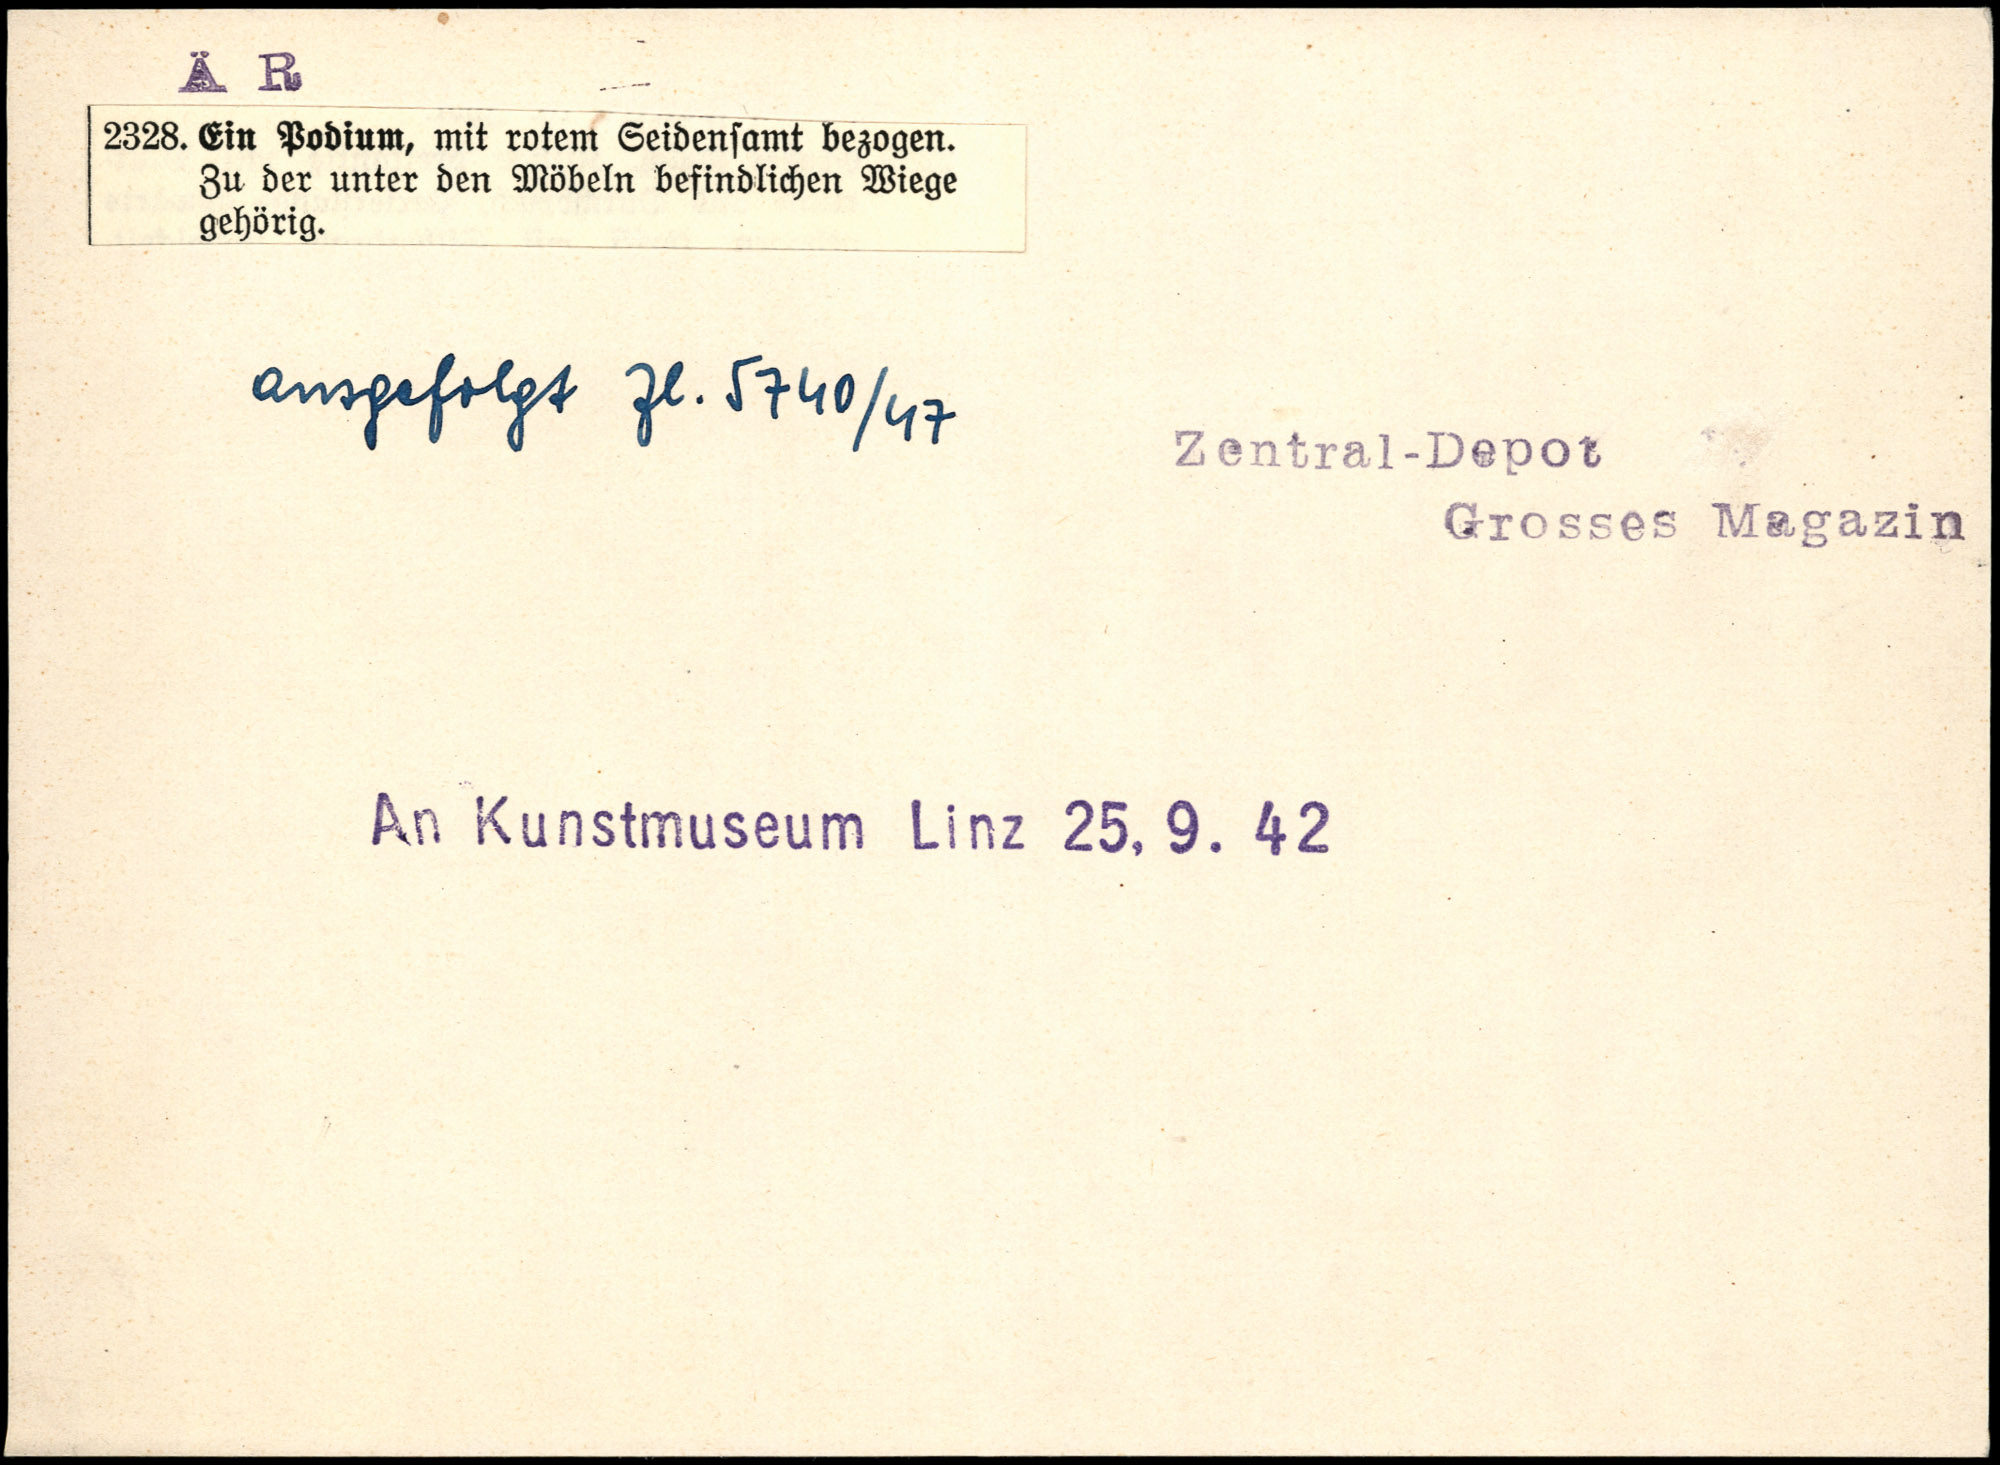 Ä R
2328. Ein Podium, mit rotem Seidenſamt bezogen.
Zu der unter den Möbeln befindlichen Wiege
gehörig.
ausgefolgt Zl. 5740/47
Zentral-Depot
Grosses Magazin
An Kunstmuseum Linz 25. 9. 42